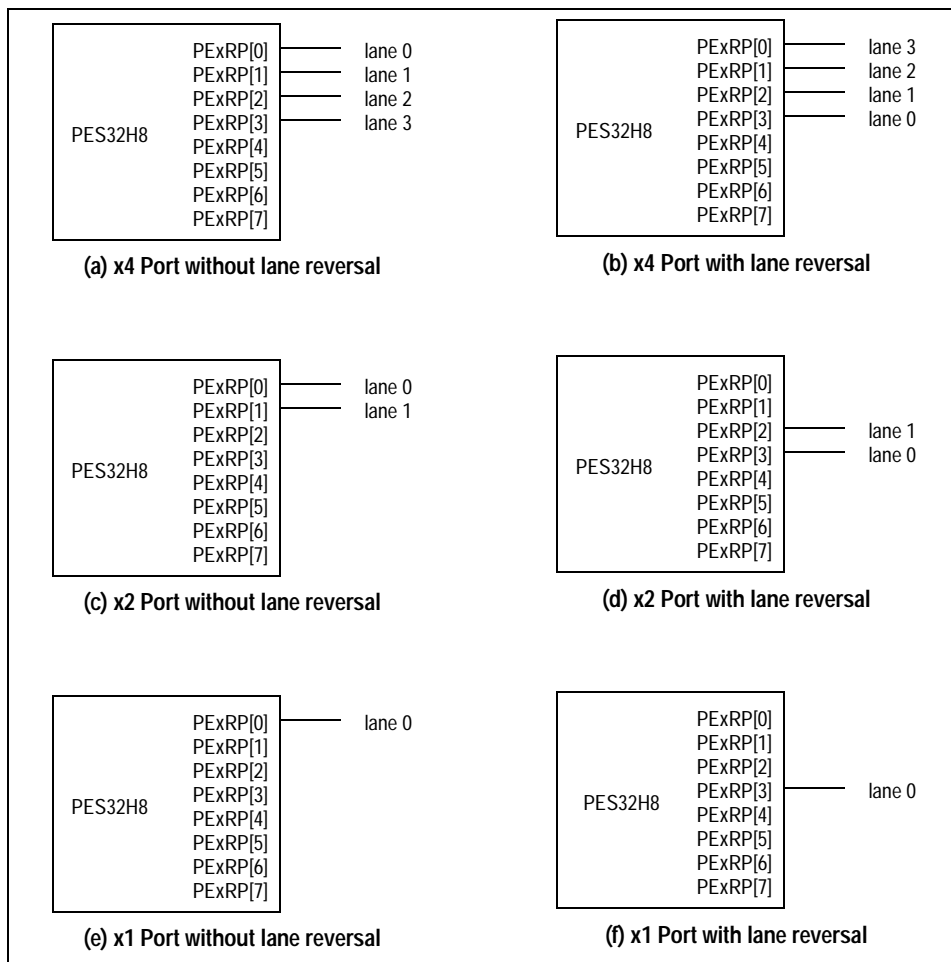 PExRP[0] lane 0
PExRP[1] lane 1
PExRP[2] lane 2
PExRP[3] lane 3
PES32H8
PExRP[4]
PExRP[5]
PExRP[6]
PExRP[7]
(a) x4 Port without lane reversal
PExRP[0] lane 3
PExRP[1] lane 2
PExRP[2] lane 1
PExRP[3] lane 0
PES32H8
PExRP[4]
PExRP[5]
PExRP[6]
PExRP[7]
(b) x4 Port with lane reversal
PExRP[0] lane 0
PExRP[1] lane 1
PExRP[2]
PExRP[3]
PES32H8
PExRP[4]
PExRP[5]
PExRP[6]
PExRP[7]
(c) x2 Port without lane reversal
PExRP[0]
PExRP[1]
PExRP[2] lane 1
PExRP[3] lane 0
PES32H8
PExRP[4]
PExRP[5]
PExRP[6]
PExRP[7]
(d) x2 Port with lane reversal
PExRP[0] lane 0
PExRP[1]
PExRP[2]
PExRP[3]
PES32H8
PExRP[4]
PExRP[5]
PExRP[6]
PExRP[7]
(e) x1 Port without lane reversal
PExRP[0]
PExRP[1]
PExRP[2]
PExRP[3] lane 0
PES32H8
PExRP[4]
PExRP[5]
PExRP[6]
PExRP[7]
(f) x1 Port with lane reversal